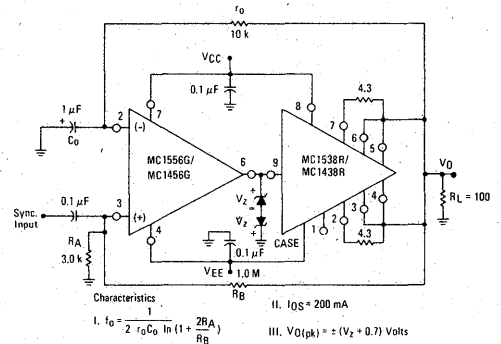 r₀
10 k
VCC
0.1 µF
4.3
1 µF
+
C₀
2
(-)
7
8
7
6
5
MC1556G/
MC1456G
6
9
MC1538R/
MC1438R
4
V₀
RL = 100
0.1 µF
Sync.
Input
3
(+)
4
+
Vz
=
Vz
+
CASE
1
2
3
4.3
RA
3.0 k
0.1 µF
VEE
1.0 M
RB
Characteristics
I. f₀ = 1 / 2 r₀C₀ ln (1 + 2RA / RB)
II. IOS = 200 mA
III. VO(pk) = ± (Vz + 0.7) Volts